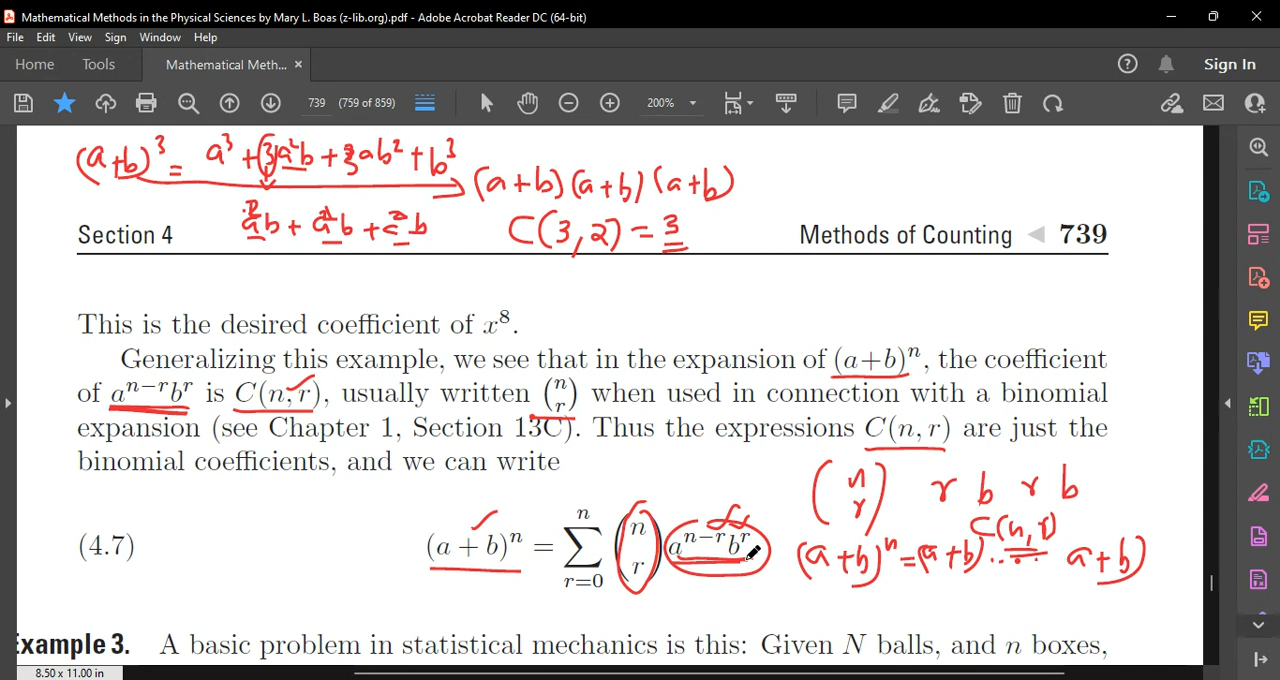 Mathematical Methods in the Physical Sciences by Mary L. Boas (z-lib.org).pdf - Adobe Acrobat Reader DC (64-bit)
File Edit View Sign Window Help
Home Tools Mathematical Meth... × Sign In
739 (759 of 859) 200%
(a+b)³ = a³ + 3a²b + 3ab² + b³
(a+b)(a+b)(a+b)
a²b + a²b + a²b C(3,2) = 3
Section 4 Methods of Counting ◀ 739
This is the desired coefficient of x⁸.
Generalizing this example, we see that in the expansion of (a+b)ⁿ, the coefficient
of aⁿ⁻ʳbʳ is C(n, r), usually written (n r) when used in connection with a binomial
expansion (see Chapter 1, Section 13C). Thus the expressions C(n, r) are just the
binomial coefficients, and we can write
(n r) r b r b
C(n, r)
(4.7) (a + b)ⁿ = ∑ r=0 n (n r) aⁿ⁻ʳbʳ
(a+b)ⁿ = (a+b) ..... a+b)
Example 3. A basic problem in statistical mechanics is this: Given N balls, and n boxes,
8.50 x 11.00 in